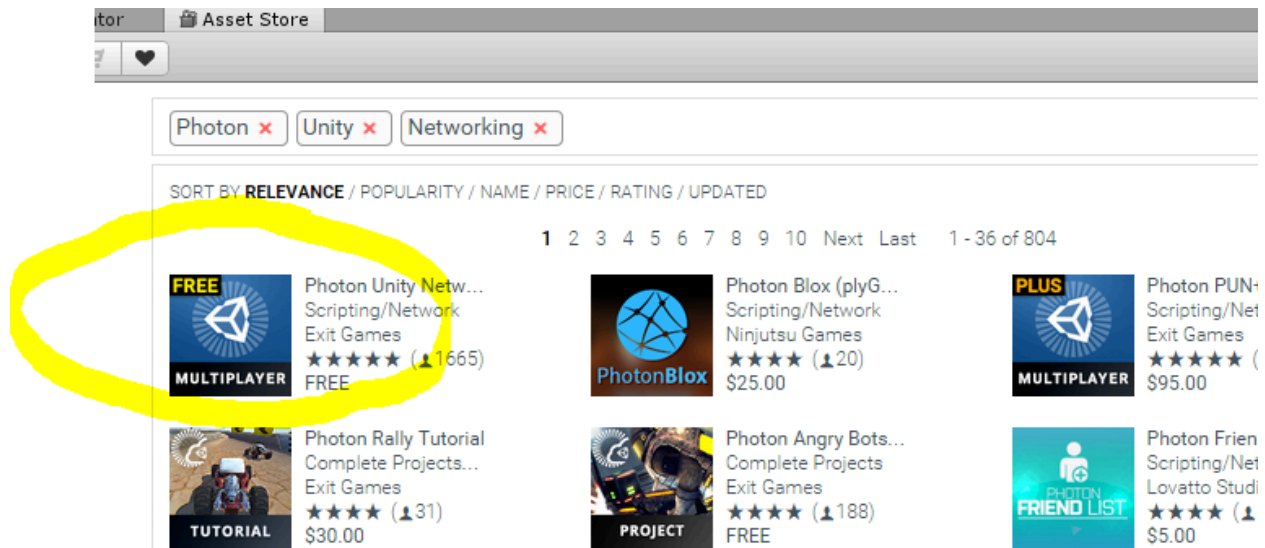 ator Asset Store
Photon × Unity × Networking ×
SORT BY RELEVANCE / POPULARITY / NAME / PRICE / RATING / UPDATED
1 2 3 4 5 6 7 8 9 10 Next Last 1 - 36 of 804
FREE
MULTIPLAYER
Photon Unity Netw...
Scripting/Network
Exit Games
★★★★★ (1665)
FREE
PhotonBlox
Photon Blox (plyG...
Scripting/Network
Ninjutsu Games
★★★★ (20)
$25.00
PLUS
MULTIPLAYER
Photon PUN+
Scripting/Net
Exit Games
★★★★★ (
$95.00
TUTORIAL
Photon Rally Tutorial
Complete Projects...
Exit Games
★★★★ (31)
$30.00
PROJECT
Photon Angry Bots...
Complete Projects
Exit Games
★★★★ (188)
FREE
PHOTON
FRIEND LIST
Photon Frien
Scripting/Net
Lovatto Studi
★★★★ (
$5.00